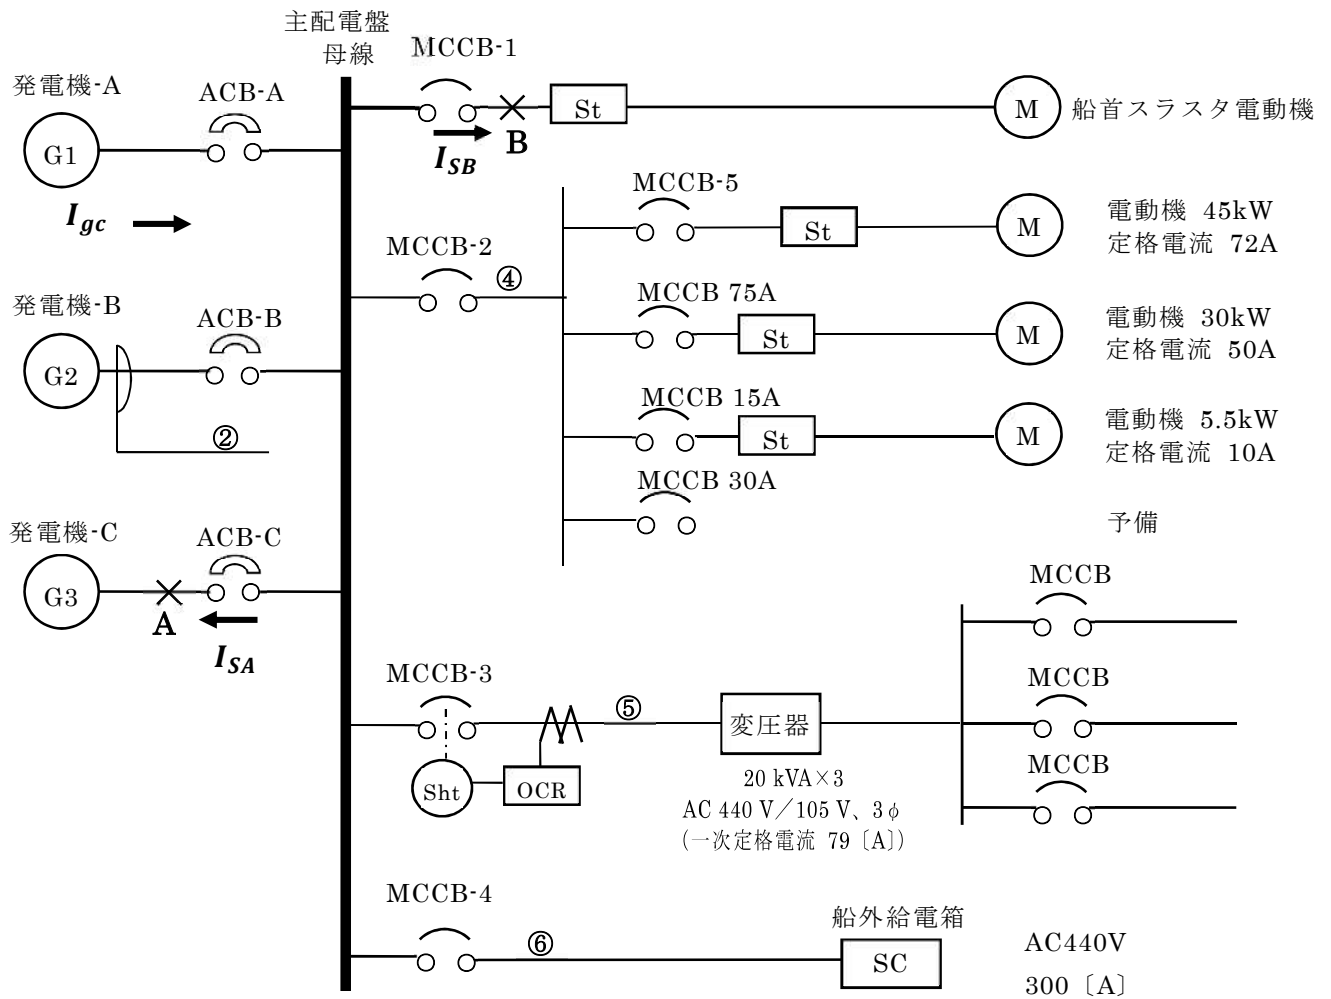 主配電盤
母線
MCCB-1
発電機-A
ACB-A
St
M
船首スラスタ電動機
G1
I_SB
B
I_gc
MCCB-5
St
M
電動機 45kW
定格電流 72A
MCCB-2
④
発電機-B
ACB-B
G2
②
MCCB 75A
St
M
電動機 30kW
定格電流 50A
MCCB 15A
St
M
電動機 5.5kW
定格電流 10A
MCCB 30A
予備
発電機-C
ACB-C
G3
A
I_SA
MCCB-3
⑤
Sht
OCR
変圧器
20 kVA×3
AC 440 V/105 V、3φ
(一次定格電流 79〔A〕)
MCCB
MCCB
MCCB
MCCB-4
⑥
船外給電箱
SC
AC440V
300〔A〕